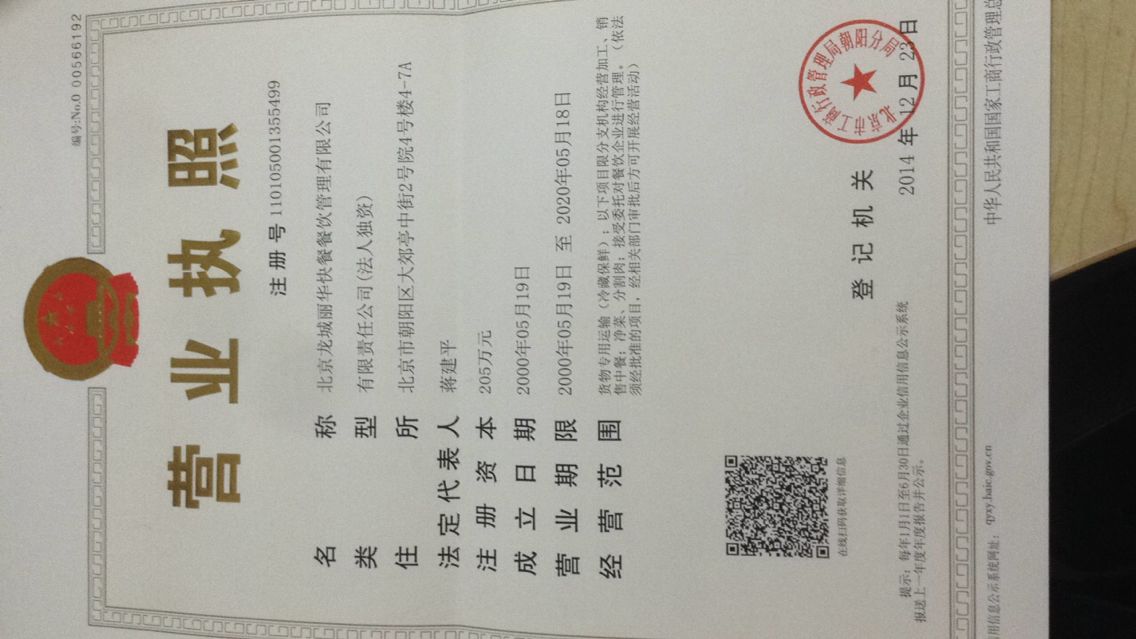 编号:No.0 00566192
营业执照
注册号 110105001355499
名称 北京龙城丽华快餐餐饮管理有限公司
类型 有限责任公司(法人独资)
住所 北京市朝阳区大郊亭中街2号院4号楼4-7A
法定代表人 蒋建平
注册资本 205万元
成立日期 2000年05月19日
营业期限 2000年05月19日 至 2020年05月18日
经营范围 货物专用运输（冷藏保鲜）；以下项目限分支机构经营加工、销
售中餐；净菜、分割肉；接受委托对餐饮企业进行管理。（依法
须经批准的项目，经相关部门审批后方可开展经营活动）
在线扫码获取详细信息
登记机关
北京市工商行政管理局朝阳分局
2014 年 12 月 23 日
提示：每年1月1日至6月30日通过企业信用信息公示系统
报送上一年度年度报告并公示。
信用信息公示系统网址： qyxy.baic.gov.cn
中华人民共和国国家工商行政管理总